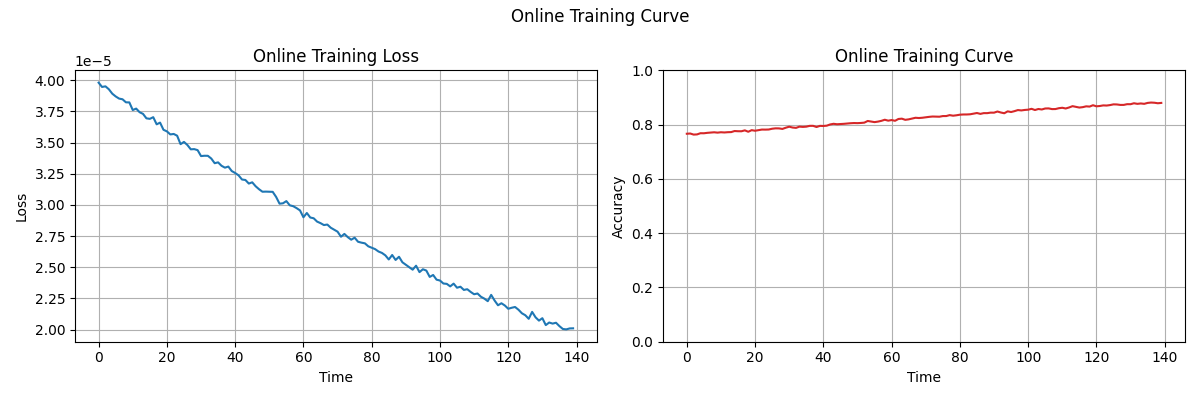 Online Training Curve
Online Training Loss
1e−5
4.00
3.75
3.50
3.25
3.00
2.75
2.50
2.25
2.00
Loss
0 20 40 60 80 100 120 140
Time
Online Training Curve
1.0
0.8
0.6
0.4
0.2
0.0
Accuracy
0 20 40 60 80 100 120 140
Time